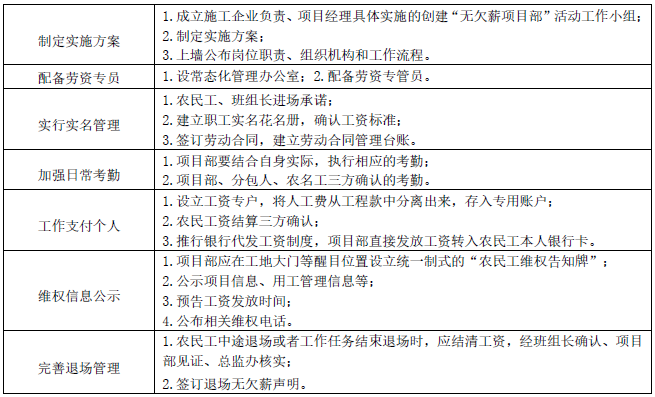 制定实施方案
1.成立施工企业负责、项目经理具体实施的创建“无欠薪项目部”活动工作小组；
2.制定实施方案；
3.上墙公布岗位职责、组织机构和工作流程。
配备劳资专员
1.设常态化管理办公室；2.配备劳资专管员。
实行实名管理
1.农民工、班组长进场承诺；
2.建立职工实名花名册，确认工资标准；
3.签订劳动合同，建立劳动合同管理台账。
加强日常考勤
1.项目部要结合自身实际，执行相应的考勤；
2.项目部、分包人、农名工三方确认的考勤。
工作支付个人
1.设立工资专户，将人工费从工程款中分离出来，存入专用账户；
2.农民工资结算三方确认；
3.推行银行代发工资制度，项目部直接发放工资转入农民工本人银行卡。
维权信息公示
1.项目部应在工地大门等醒目位置设立统一制式的“农民工维权告知牌”；
2.公示项目信息、用工管理信息等；
3.预告工资发放时间；
4.公布相关维权电话。
完善退场管理
1.农民工中途退场或者工作任务结束退场时，应结清工资，经班组长确认、项目
部见证、总监办核实；
2.签订退场无欠薪声明。